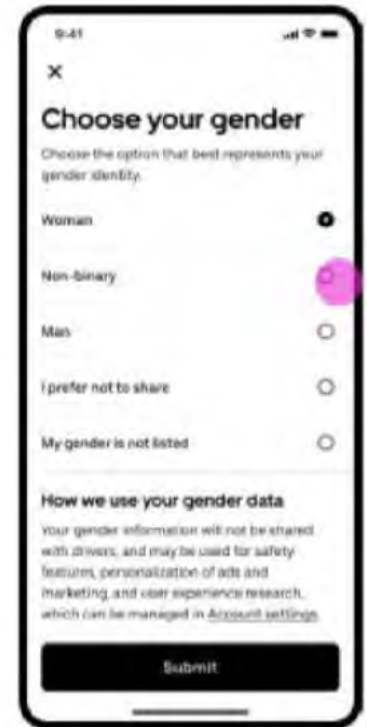 9:41
Choose your gender
Choose the option that best represents your
gender identity.
Woman
Non-binary
Man
I prefer not to share
My gender is not listed
How we use your gender data
Your gender information will not be shared
with drivers, and may be used for safety
features, personalization of ads and
marketing, and user experience research,
which can be managed in Account settings.
Submit